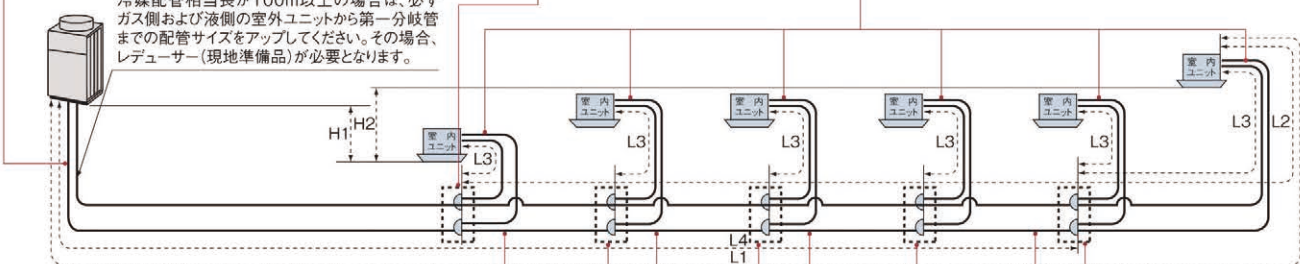 冷媒配管相当長が100m以上の場合は、必ず
ガス側および液側の室外ユニットから第一分岐管
までの配管サイズをアップしてください。その場合、
レデューサー(現地準備品)が必要となります。
室 内
ユニット
室 内
ユニット
室 内
ユニット
室 内
ユニット
室 内
ユニット
室 内
ユニット
H1
H2
L3
L3
L3
L3
L3
L3
L2
L4
L1